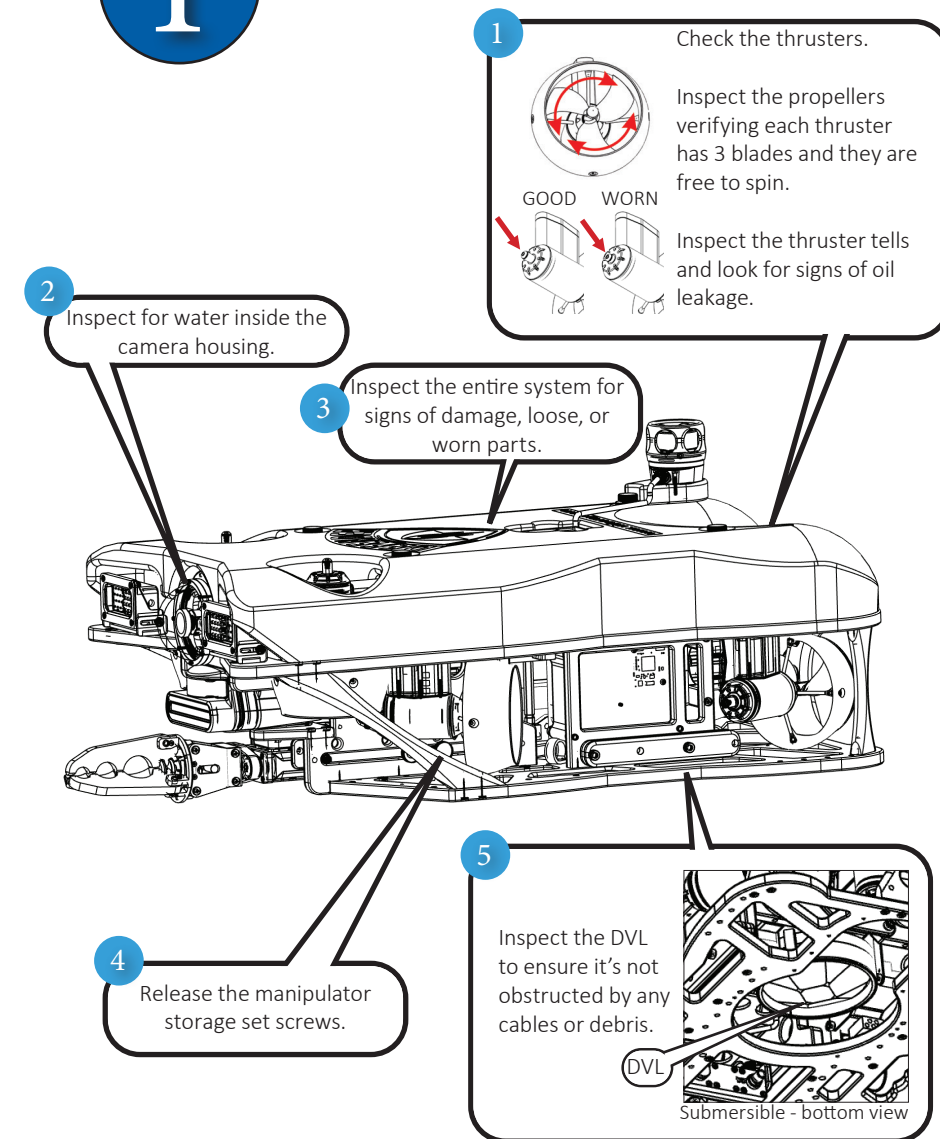 1
1
Check the thrusters.
Inspect the propellers
verifying each thruster
has 3 blades and they are
free to spin.
GOOD WORN
Inspect the thruster tells
and look for signs of oil
leakage.
2
Inspect for water inside the
camera housing.
3
Inspect the entire system for
signs of damage, loose, or
worn parts.
4
Release the manipulator
storage set screws.
5
Inspect the DVL
to ensure it's not
obstructed by any
cables or debris.
DVL
Submersible - bottom view